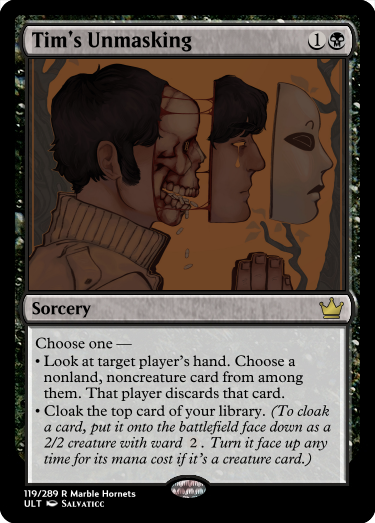 Tim's Unmasking 1
Sorcery
Choose one —
• Look at target player's hand. Choose a
nonland, noncreature card from among
them. That player discards that card.
• Cloak the top card of your library. (To cloak
a card, put it onto the battlefield face down as a
2/2 creature with ward 2 . Turn it face up any
time for its mana cost if it's a creature card.)
119/289 R Marble Hornets
ULT SALVATICC